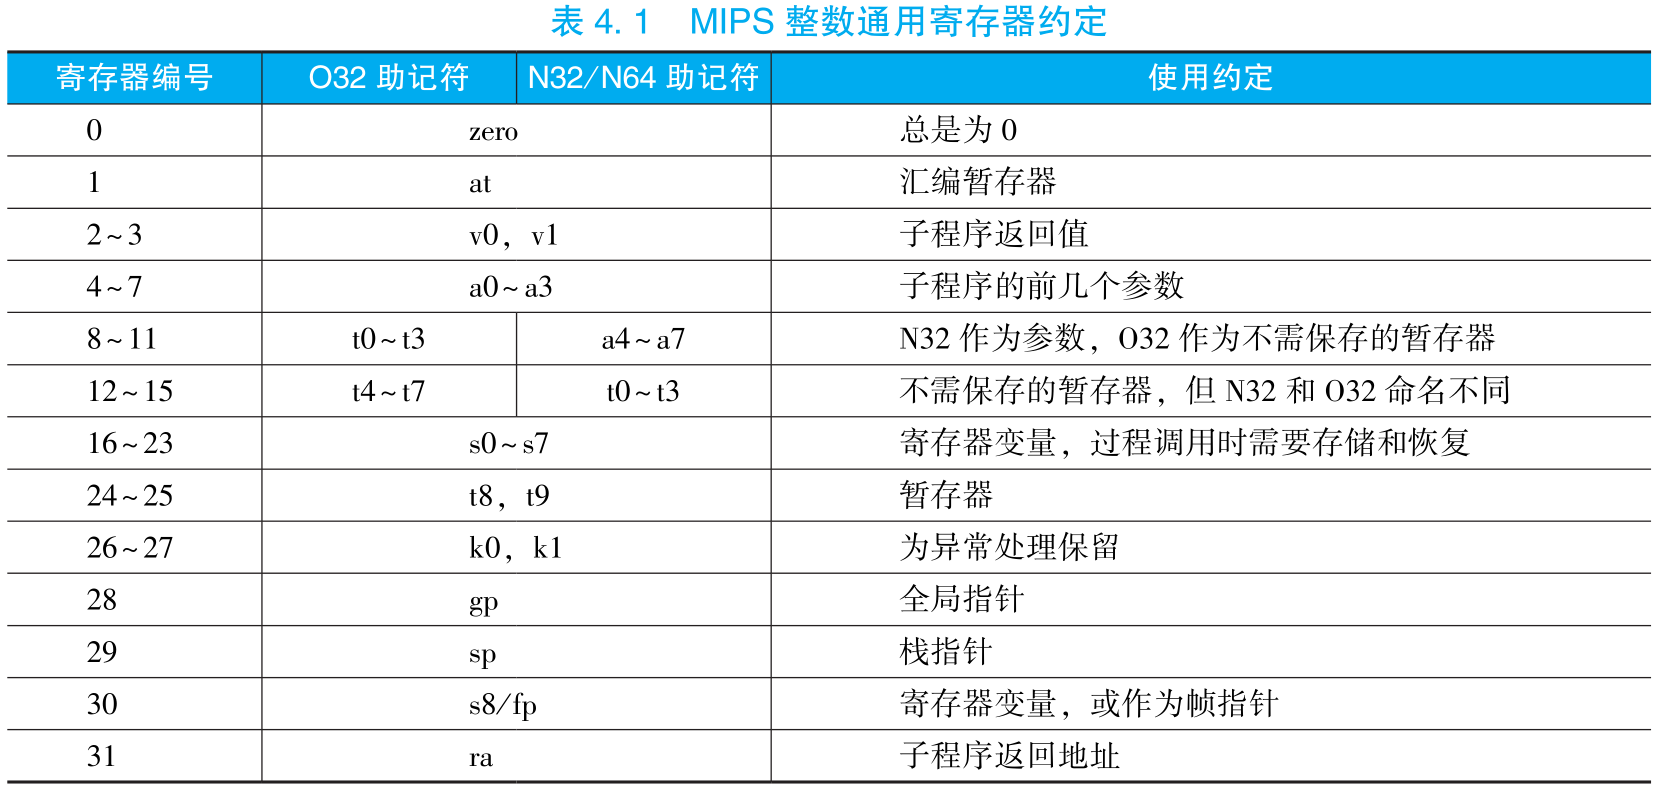 表 4. 1 MIPS 整数通用寄存器约定
寄存器编号 O32 助记符 N32/N64 助记符 使用约定
0 zero 总是为 0
1 at 汇编暂存器
2~3 v0，v1 子程序返回值
4~7 a0~a3 子程序的前几个参数
8~11 t0~t3 a4~a7 N32 作为参数，O32 作为不需保存的暂存器
12~15 t4~t7 t0~t3 不需保存的暂存器，但 N32 和 O32 命名不同
16~23 s0~s7 寄存器变量，过程调用时需要存储和恢复
24~25 t8，t9 暂存器
26~27 k0，k1 为异常处理保留
28 gp 全局指针
29 sp 栈指针
30 s8/fp 寄存器变量，或作为帧指针
31 ra 子程序返回地址